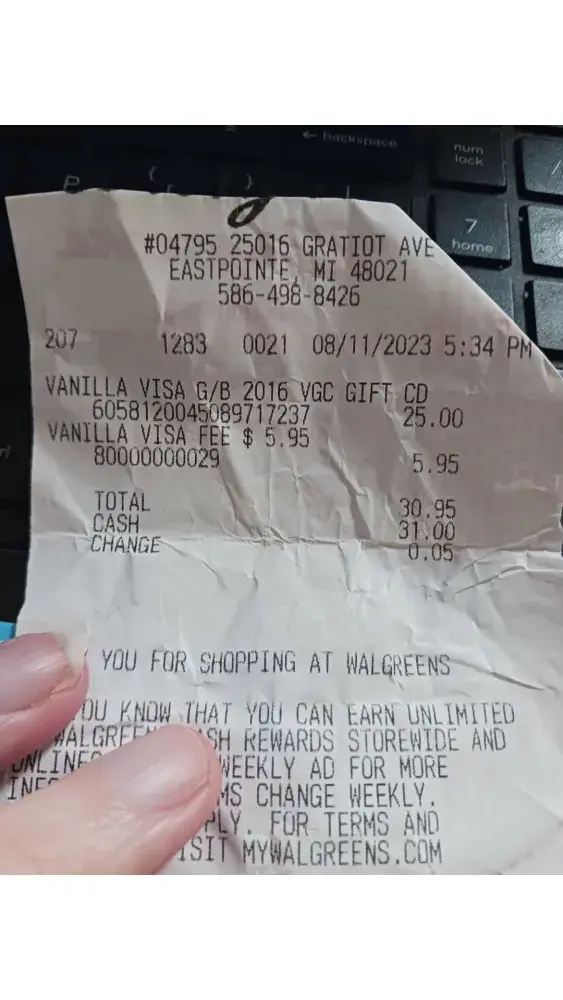 ← Backspace
num
lock
P
(
)
7
home
#04795 25016 GRATIOT AVE
EASTPOINTE, MI 48021
586-498-8426
207 1283 0021 08/11/2023 5:34 PM
VANILLA VISA G/B 2016 VGC GIFT CD
6058120045089717237 25.00
VANILLA VISA FEE $ 5.95
80000000029 5.95
TOTAL 30.95
CASH 31.00
CHANGE 0.05
YOU FOR SHOPPING AT WALGREENS
YOU KNOW THAT YOU CAN EARN UNLIMITED
WALGREENS CASH REWARDS STOREWIDE AND
WEEKLY AD FOR MORE
CHANGE WEEKLY.
FOR TERMS AND
VISIT MYWALGREENS.COM